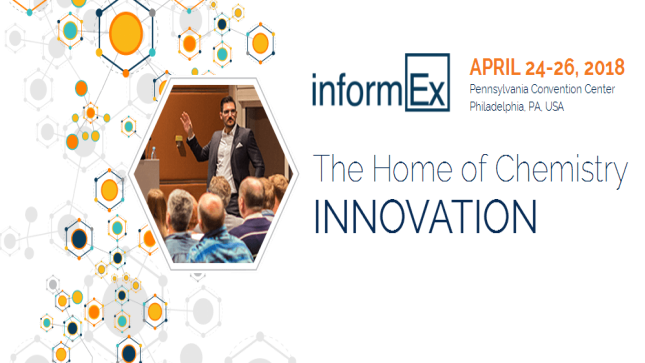 informEx
APRIL 24-26, 2018
Pennsylvania Convention Center
Philadelphia, PA, USA
The Home of Chemistry
INNOVATION